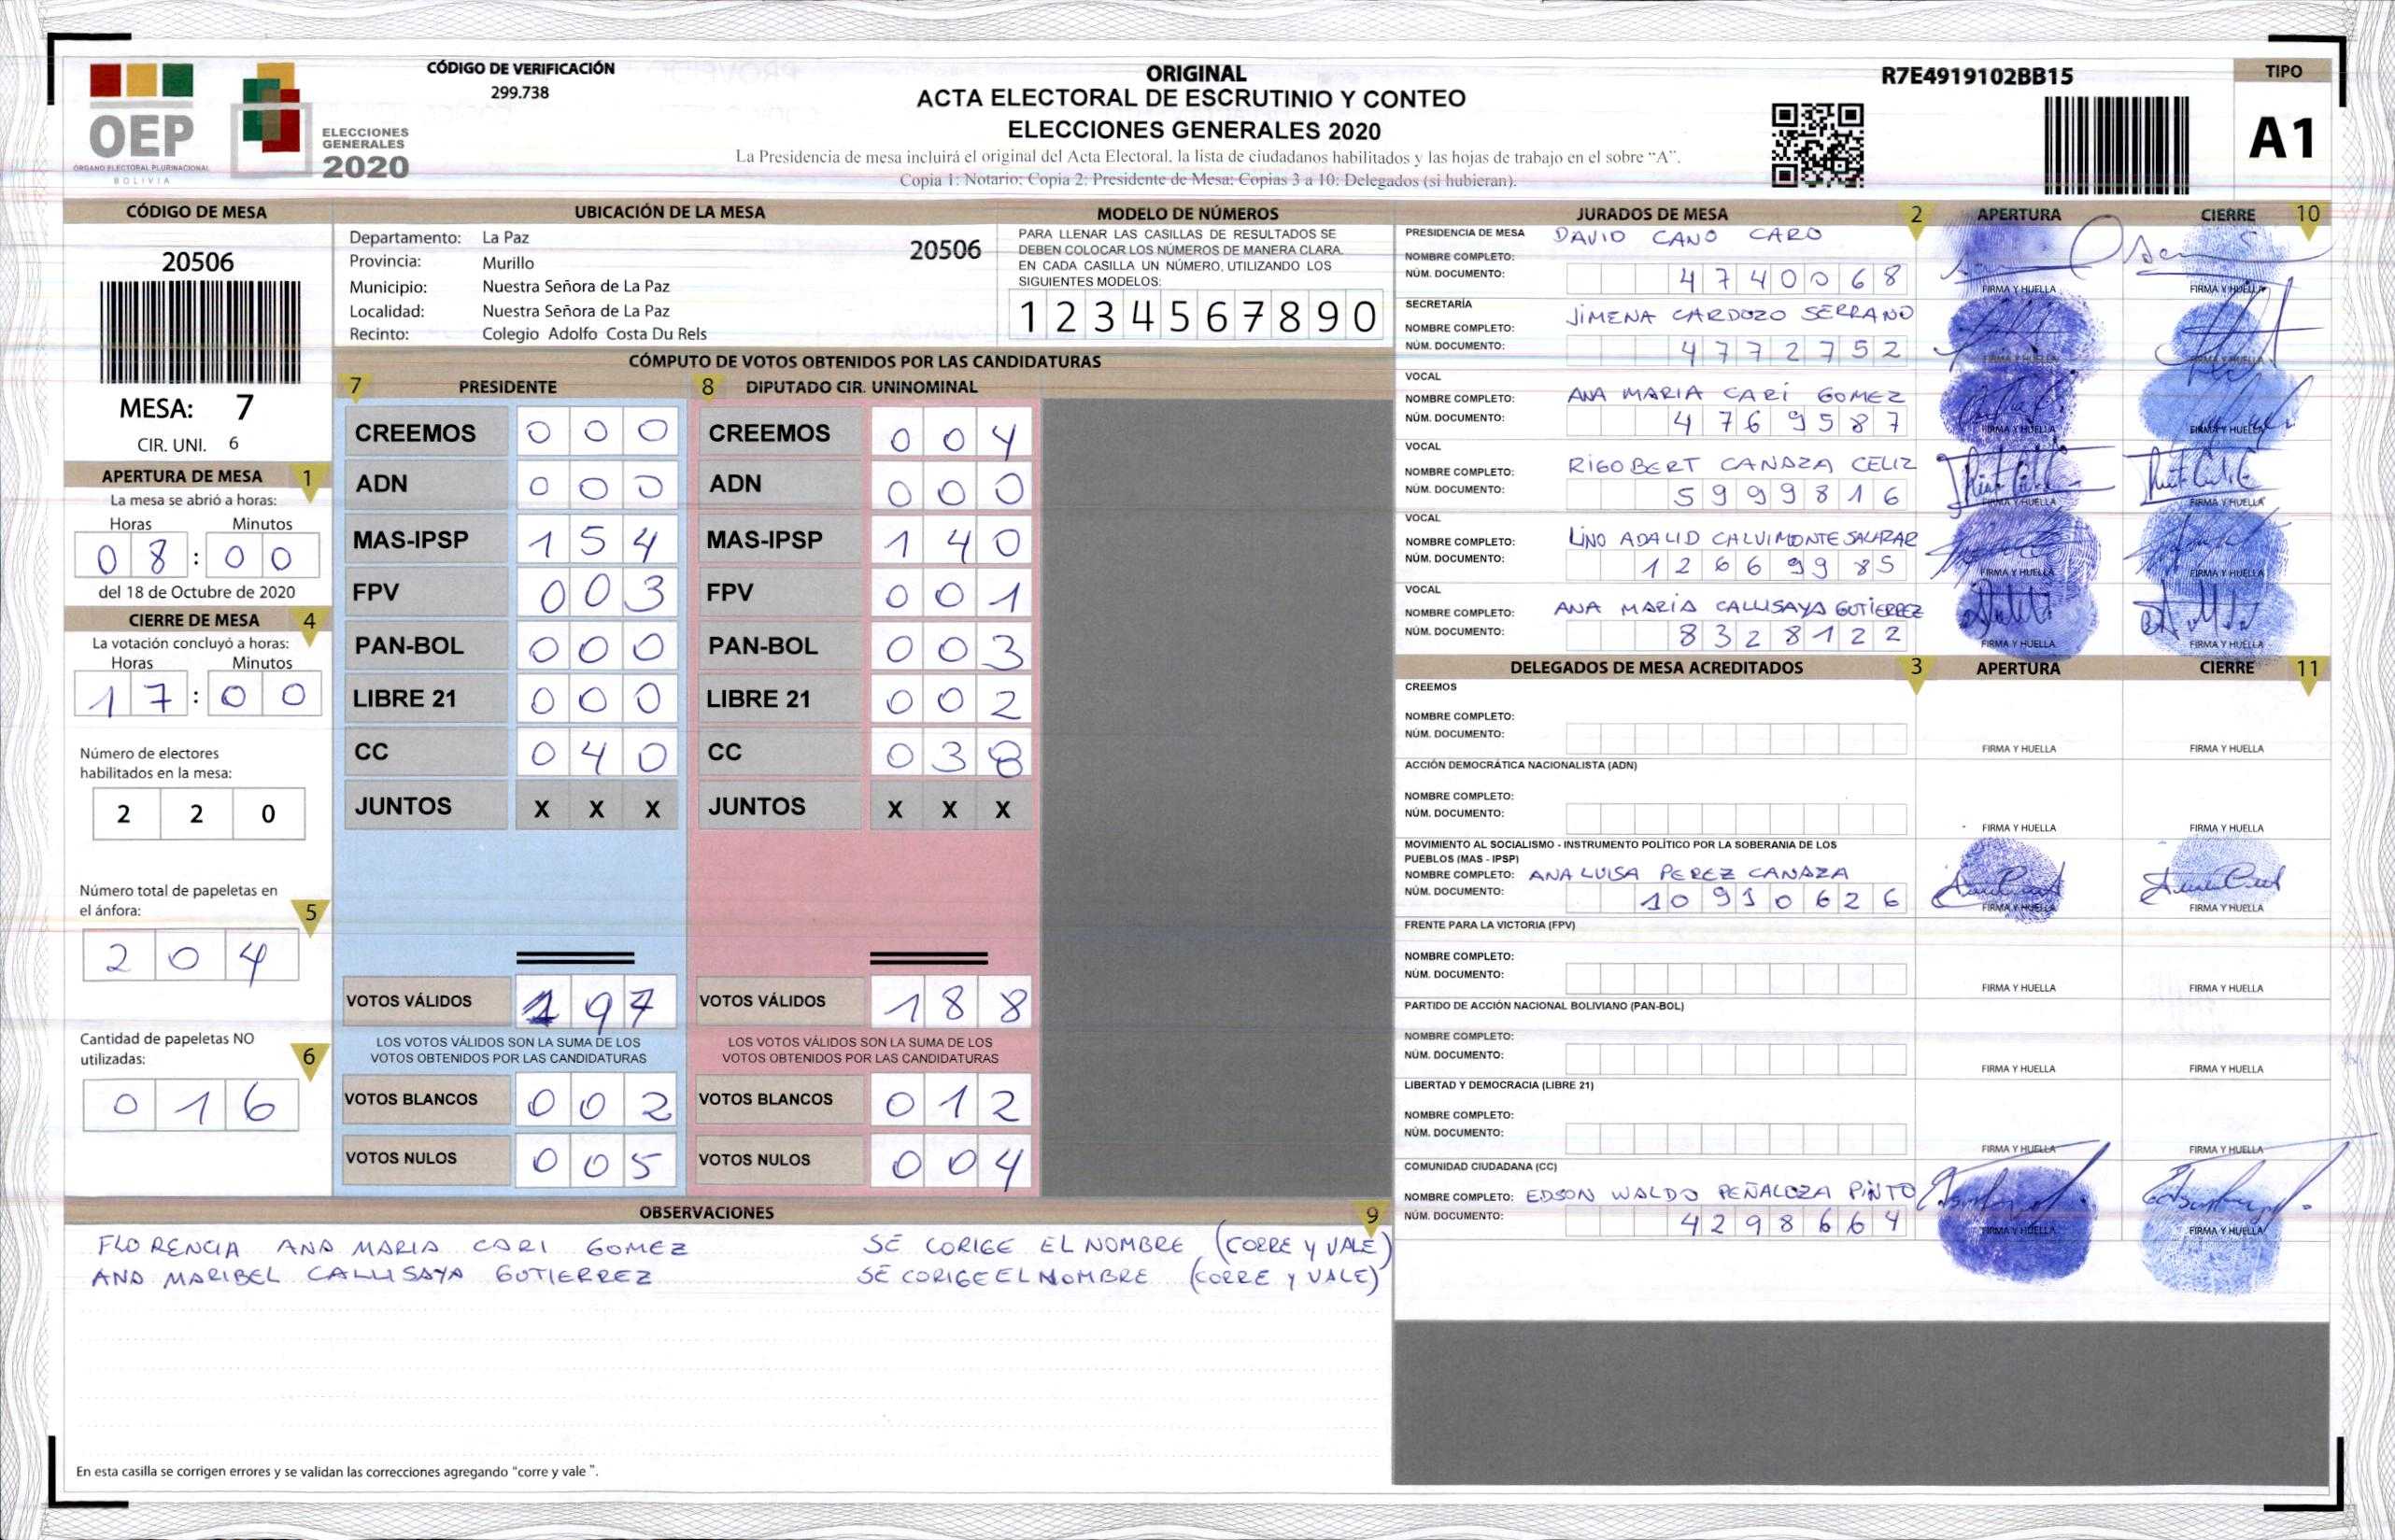 OEP
ÓRGANO ELECTORAL PLURINACIONAL
BOLIVIA
ELECCIONES
GENERALES
2020
CÓDIGO DE VERIFICACIÓN
299.738
ORIGINAL
ACTA ELECTORAL DE ESCRUTINIO Y CONTEO
ELECCIONES GENERALES 2020
La Presidencia de mesa incluirá el original del Acta Electoral, la lista de ciudadanos habilitados y las hojas de trabajo en el sobre “A”.
Copia 1: Notario; Copia 2: Presidente de Mesa; Copias 3 a 10: Delegados (si hubieran).
R7E4919102BB15
TIPO
A1
CÓDIGO DE MESA
20506
MESA: 7
CIR. UNI. 6
APERTURA DE MESA 1
La mesa se abrió a horas:
Horas Minutos
08:00
del 18 de Octubre de 2020
CIERRE DE MESA 4
La votación concluyó a horas:
Horas Minutos
17:00
Número de electores
habilitados en la mesa:
2 2 0
Número total de papeletas en
el ánfora: 5
2 0 4
Cantidad de papeletas NO
utilizadas: 6
0 1 6
UBICACIÓN DE LA MESA
Departamento: La Paz 20506
Provincia: Murillo
Municipio: Nuestra Señora de La Paz
Localidad: Nuestra Señora de La Paz
Recinto: Colegio Adolfo Costa Du Rels
MODELO DE NÚMEROS
PARA LLENAR LAS CASILLAS DE RESULTADOS SE
DEBEN COLOCAR LOS NÚMEROS DE MANERA CLARA.
EN CADA CASILLA UN NÚMERO, UTILIZANDO LOS
SIGUIENTES MODELOS:
1 2 3 4 5 6 7 8 9 0
CÓMPUTO DE VOTOS OBTENIDOS POR LAS CANDIDATURAS
7 PRESIDENTE 8 DIPUTADO CIR. UNINOMINAL
CREEMOS 0 0 0 CREEMOS 0 0 4
ADN 0 0 0 ADN 0 0 0
MAS-IPSP 1 5 4 MAS-IPSP 1 4 0
FPV 0 0 3 FPV 0 0 1
PAN-BOL 0 0 0 PAN-BOL 0 0 3
LIBRE 21 0 0 0 LIBRE 21 0 0 2
CC 0 4 0 CC 0 3 8
JUNTOS X X X JUNTOS X X X
VOTOS VÁLIDOS 1 9 7 VOTOS VÁLIDOS 1 8 8
LOS VOTOS VÁLIDOS SON LA SUMA DE LOS LOS VOTOS VÁLIDOS SON LA SUMA DE LOS
VOTOS OBTENIDOS POR LAS CANDIDATURAS VOTOS OBTENIDOS POR LAS CANDIDATURAS
VOTOS BLANCOS 0 0 2 VOTOS BLANCOS 0 1 2
VOTOS NULOS 0 0 5 VOTOS NULOS 0 0 4
OBSERVACIONES 9
FLORENCIA ANA MARIA CARI GOMEZ SE CORIGE EL NOMBRE (CORRE Y VALE)
ANA MARIBEL CALLISAYA GUTIERREZ SE CORIGE EL NOMBRE (CORRE Y VALE)
En esta casilla se corrigen errores y se validan las correcciones agregando “corre y vale ”.
JURADOS DE MESA 2 APERTURA CIERRE 10
PRESIDENCIA DE MESA DAVID CANO CARO
NOMBRE COMPLETO:
NÚM. DOCUMENTO: 4740068 FIRMA Y HUELLA FIRMA Y HUELLA
SECRETARÍA JIMENA CARDOZO SERRANO
NOMBRE COMPLETO:
NÚM. DOCUMENTO: 4772752 FIRMA Y HUELLA FIRMA Y HUELLA
VOCAL
NOMBRE COMPLETO: ANA MARIA CARI GOMEZ
NÚM. DOCUMENTO: 4769587 FIRMA Y HUELLA FIRMA Y HUELLA
VOCAL
NOMBRE COMPLETO: RIGOBERT CANAZA CELIZ
NÚM. DOCUMENTO: 5999816 FIRMA Y HUELLA FIRMA Y HUELLA
VOCAL
NOMBRE COMPLETO: LINO ADALID CALVIMONTE SALAZAR
NÚM. DOCUMENTO: 12669985 FIRMA Y HUELLA FIRMA Y HUELLA
VOCAL
NOMBRE COMPLETO: ANA MARIA CALLISAYA GUTIERREZ
NÚM. DOCUMENTO: 8328122 FIRMA Y HUELLA FIRMA Y HUELLA
DELEGADOS DE MESA ACREDITADOS 3 APERTURA CIERRE 11
CREEMOS
NOMBRE COMPLETO:
NÚM. DOCUMENTO: FIRMA Y HUELLA FIRMA Y HUELLA
ACCIÓN DEMOCRÁTICA NACIONALISTA (ADN)
NOMBRE COMPLETO:
NÚM. DOCUMENTO: FIRMA Y HUELLA FIRMA Y HUELLA
MOVIMIENTO AL SOCIALISMO - INSTRUMENTO POLÍTICO POR LA SOBERANIA DE LOS
PUEBLOS (MAS - IPSP)
NOMBRE COMPLETO: ANA LUISA PEREZ CANAZA
NÚM. DOCUMENTO: 10910626 FIRMA Y HUELLA FIRMA Y HUELLA
FRENTE PARA LA VICTORIA (FPV)
NOMBRE COMPLETO:
NÚM. DOCUMENTO: FIRMA Y HUELLA FIRMA Y HUELLA
PARTIDO DE ACCIÓN NACIONAL BOLIVIANO (PAN-BOL)
NOMBRE COMPLETO:
NÚM. DOCUMENTO: FIRMA Y HUELLA FIRMA Y HUELLA
LIBERTAD Y DEMOCRACIA (LIBRE 21)
NOMBRE COMPLETO:
NÚM. DOCUMENTO: FIRMA Y HUELLA FIRMA Y HUELLA
COMUNIDAD CIUDADANA (CC)
NOMBRE COMPLETO: EDSON WALDO PEÑALOZA PINTO
NÚM. DOCUMENTO: 4298664 FIRMA Y HUELLA FIRMA Y HUELLA